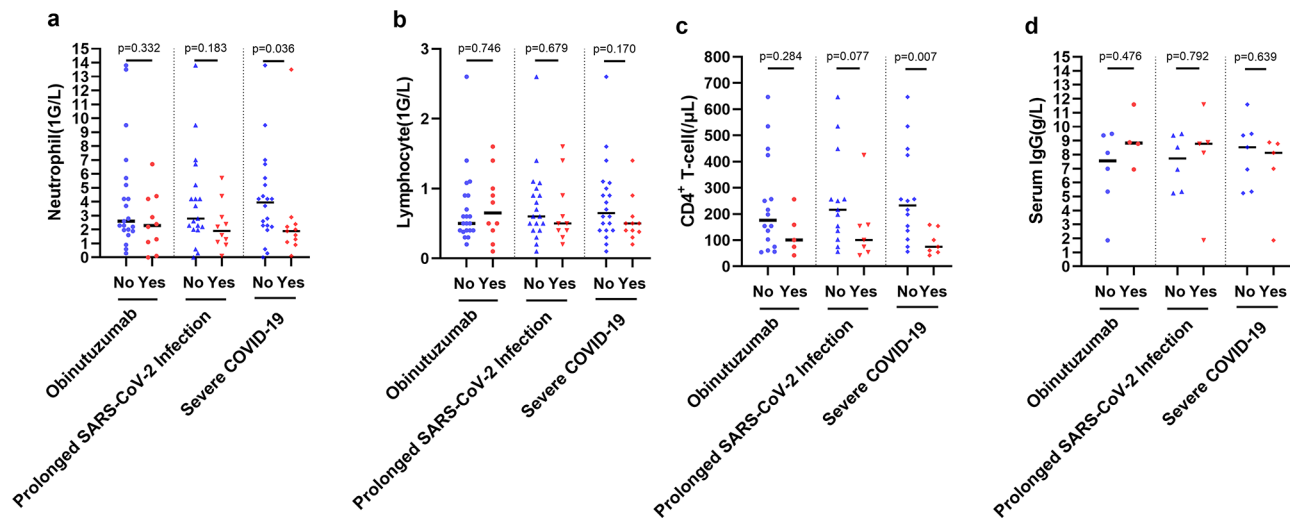 a
p=0.332 p=0.183 p=0.036
Neutrophil(1G/L)
15
14
13
12
11
10
9
8
7
6
5
4
3
2
1
0
No Yes No Yes No Yes
Obinutuzumab
Prolonged SARS-CoV-2 Infection
Severe COVID-19
b
p=0.746 p=0.679 p=0.170
Lymphocyte(1G/L)
3
2
1
0
No Yes No Yes No Yes
Obinutuzumab
Prolonged SARS-CoV-2 Infection
Severe COVID-19
c
p=0.284 p=0.077 p=0.007
CD4⁺ T-cell(/μL)
800
700
600
500
400
300
200
100
0
No Yes No Yes No Yes
Obinutuzumab
Prolonged SARS-CoV-2 Infection
Severe COVID-19
d
p=0.476 p=0.792 p=0.639
Serum IgG(g/L)
15
14
13
12
11
10
9
8
7
6
5
4
3
2
1
0
No Yes No Yes No Yes
Obinutuzumab
Prolonged SARS-CoV-2 Infection
Severe COVID-19